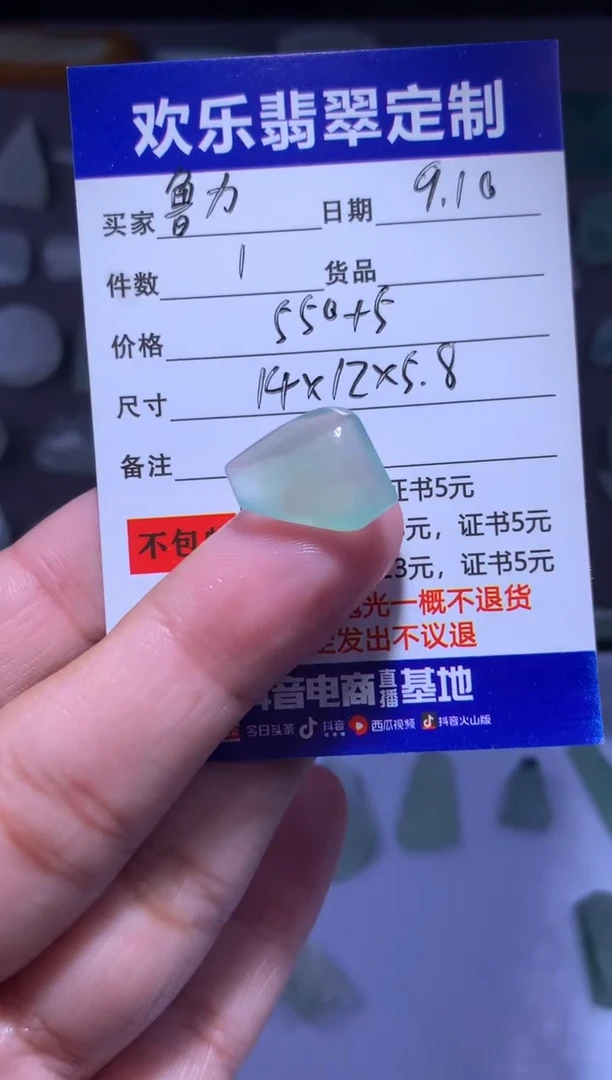 欢乐翡翠定制
买家 鲁力 日期 9.10
件数 1 货品
价格 550+5
尺寸 14×12×5.8
备注
证书5元
不包 元，证书5元
23元，证书5元
光一概不退货
发出不议退
抖音电商直播基地
今日头条 抖音 西瓜视频 抖音火山版